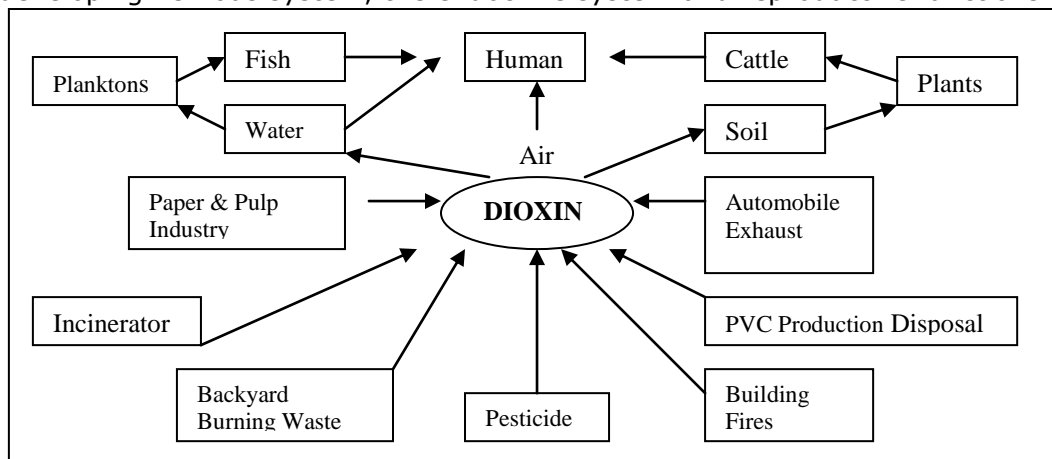 Fish
Human
Cattle
Planktons
Plants
Water
Soil
Air
Paper & Pulp
Industry
DIOXIN
Automobile
Exhaust
Incinerator
PVC Production Disposal
Backyard
Burning Waste
Pesticide
Building
Fires